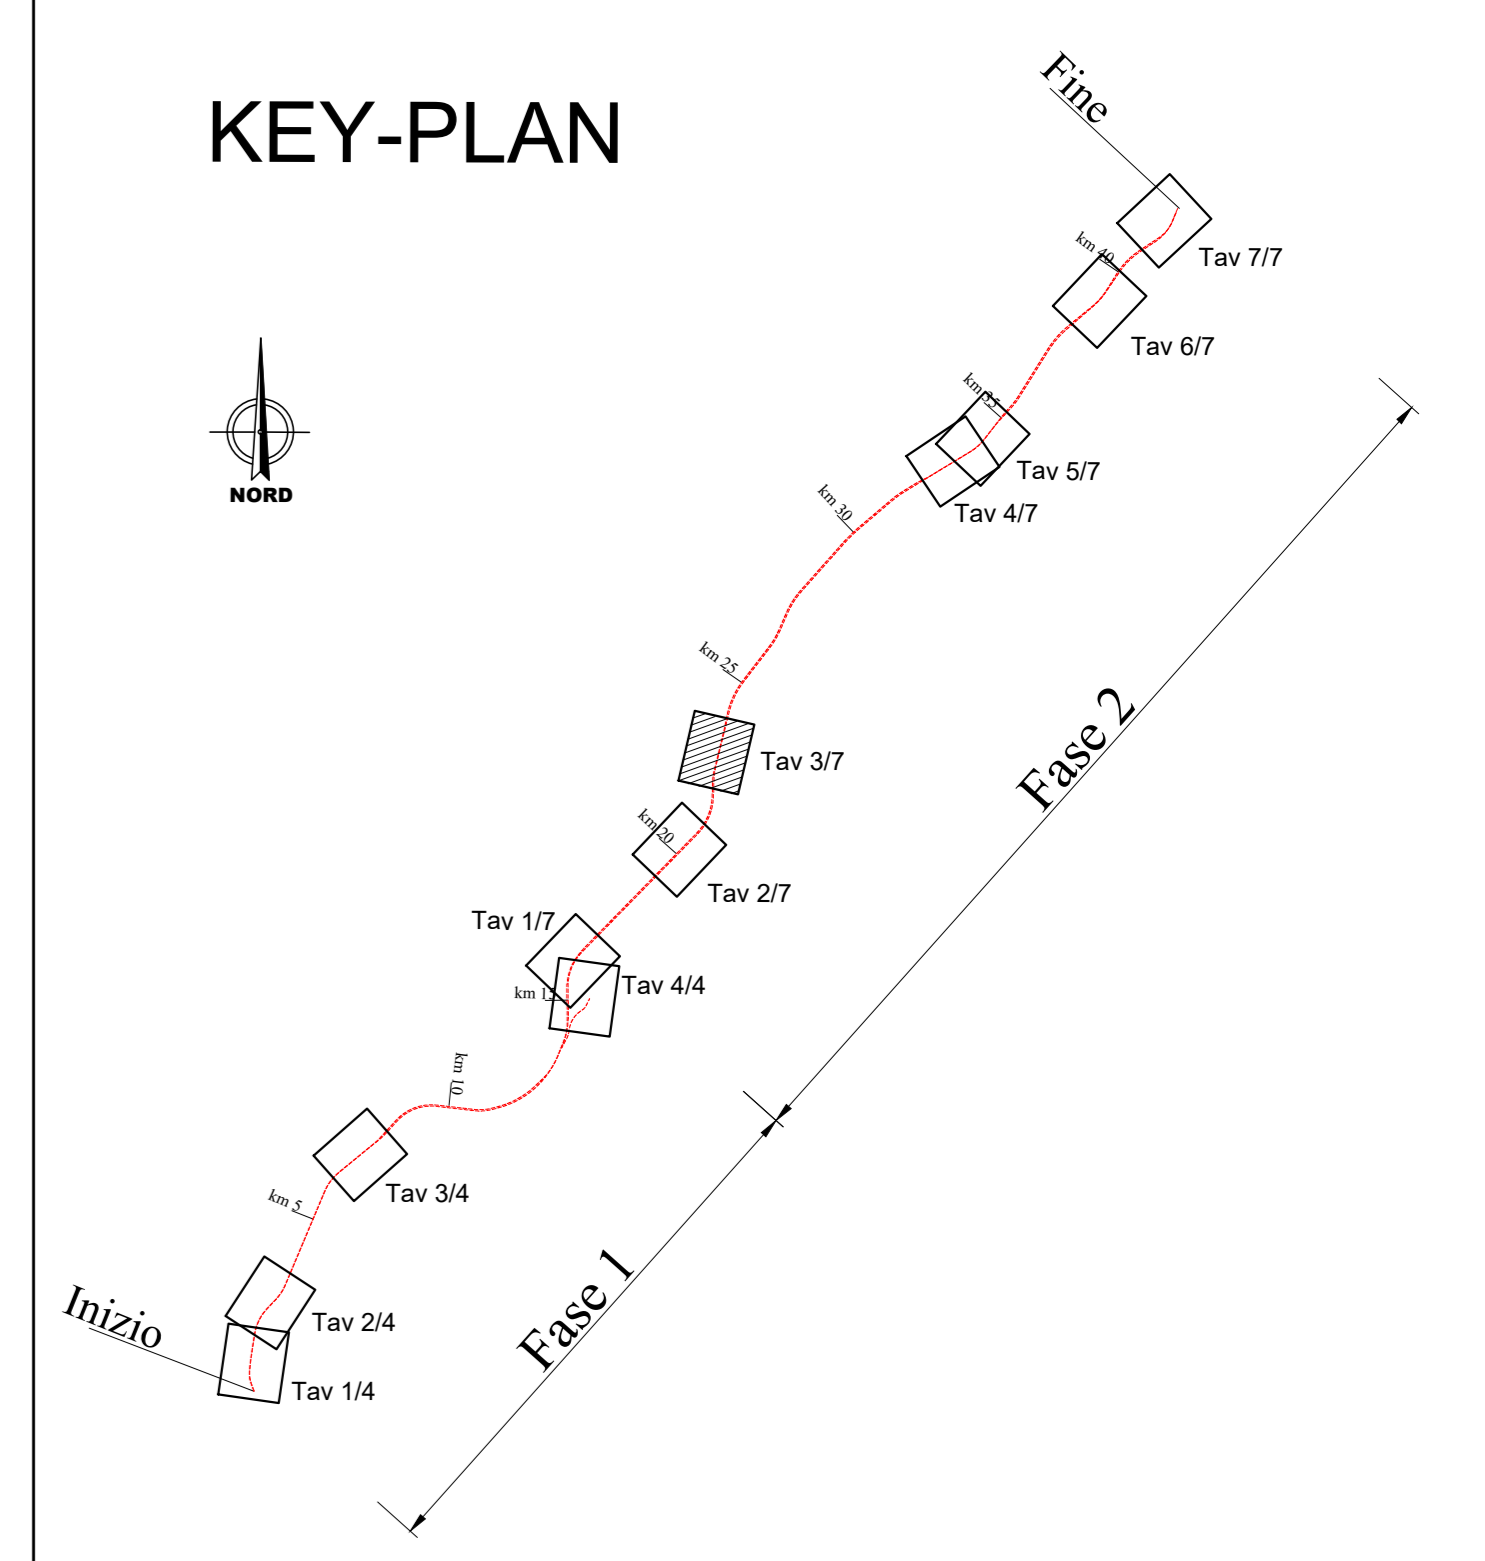 Fine
KEY-PLAN
Tav 7/7
km 40
Tav 6/7
km 35
NORD
Tav 5/7
km 30
Tav 4/7
km 25
Fase 2
Tav 3/7
km 20
Tav 2/7
Tav 1/7
Tav 4/4
km 15
km 10
Tav 3/4
km 5
Fase 1
Inizio
Tav 2/4
Tav 1/4